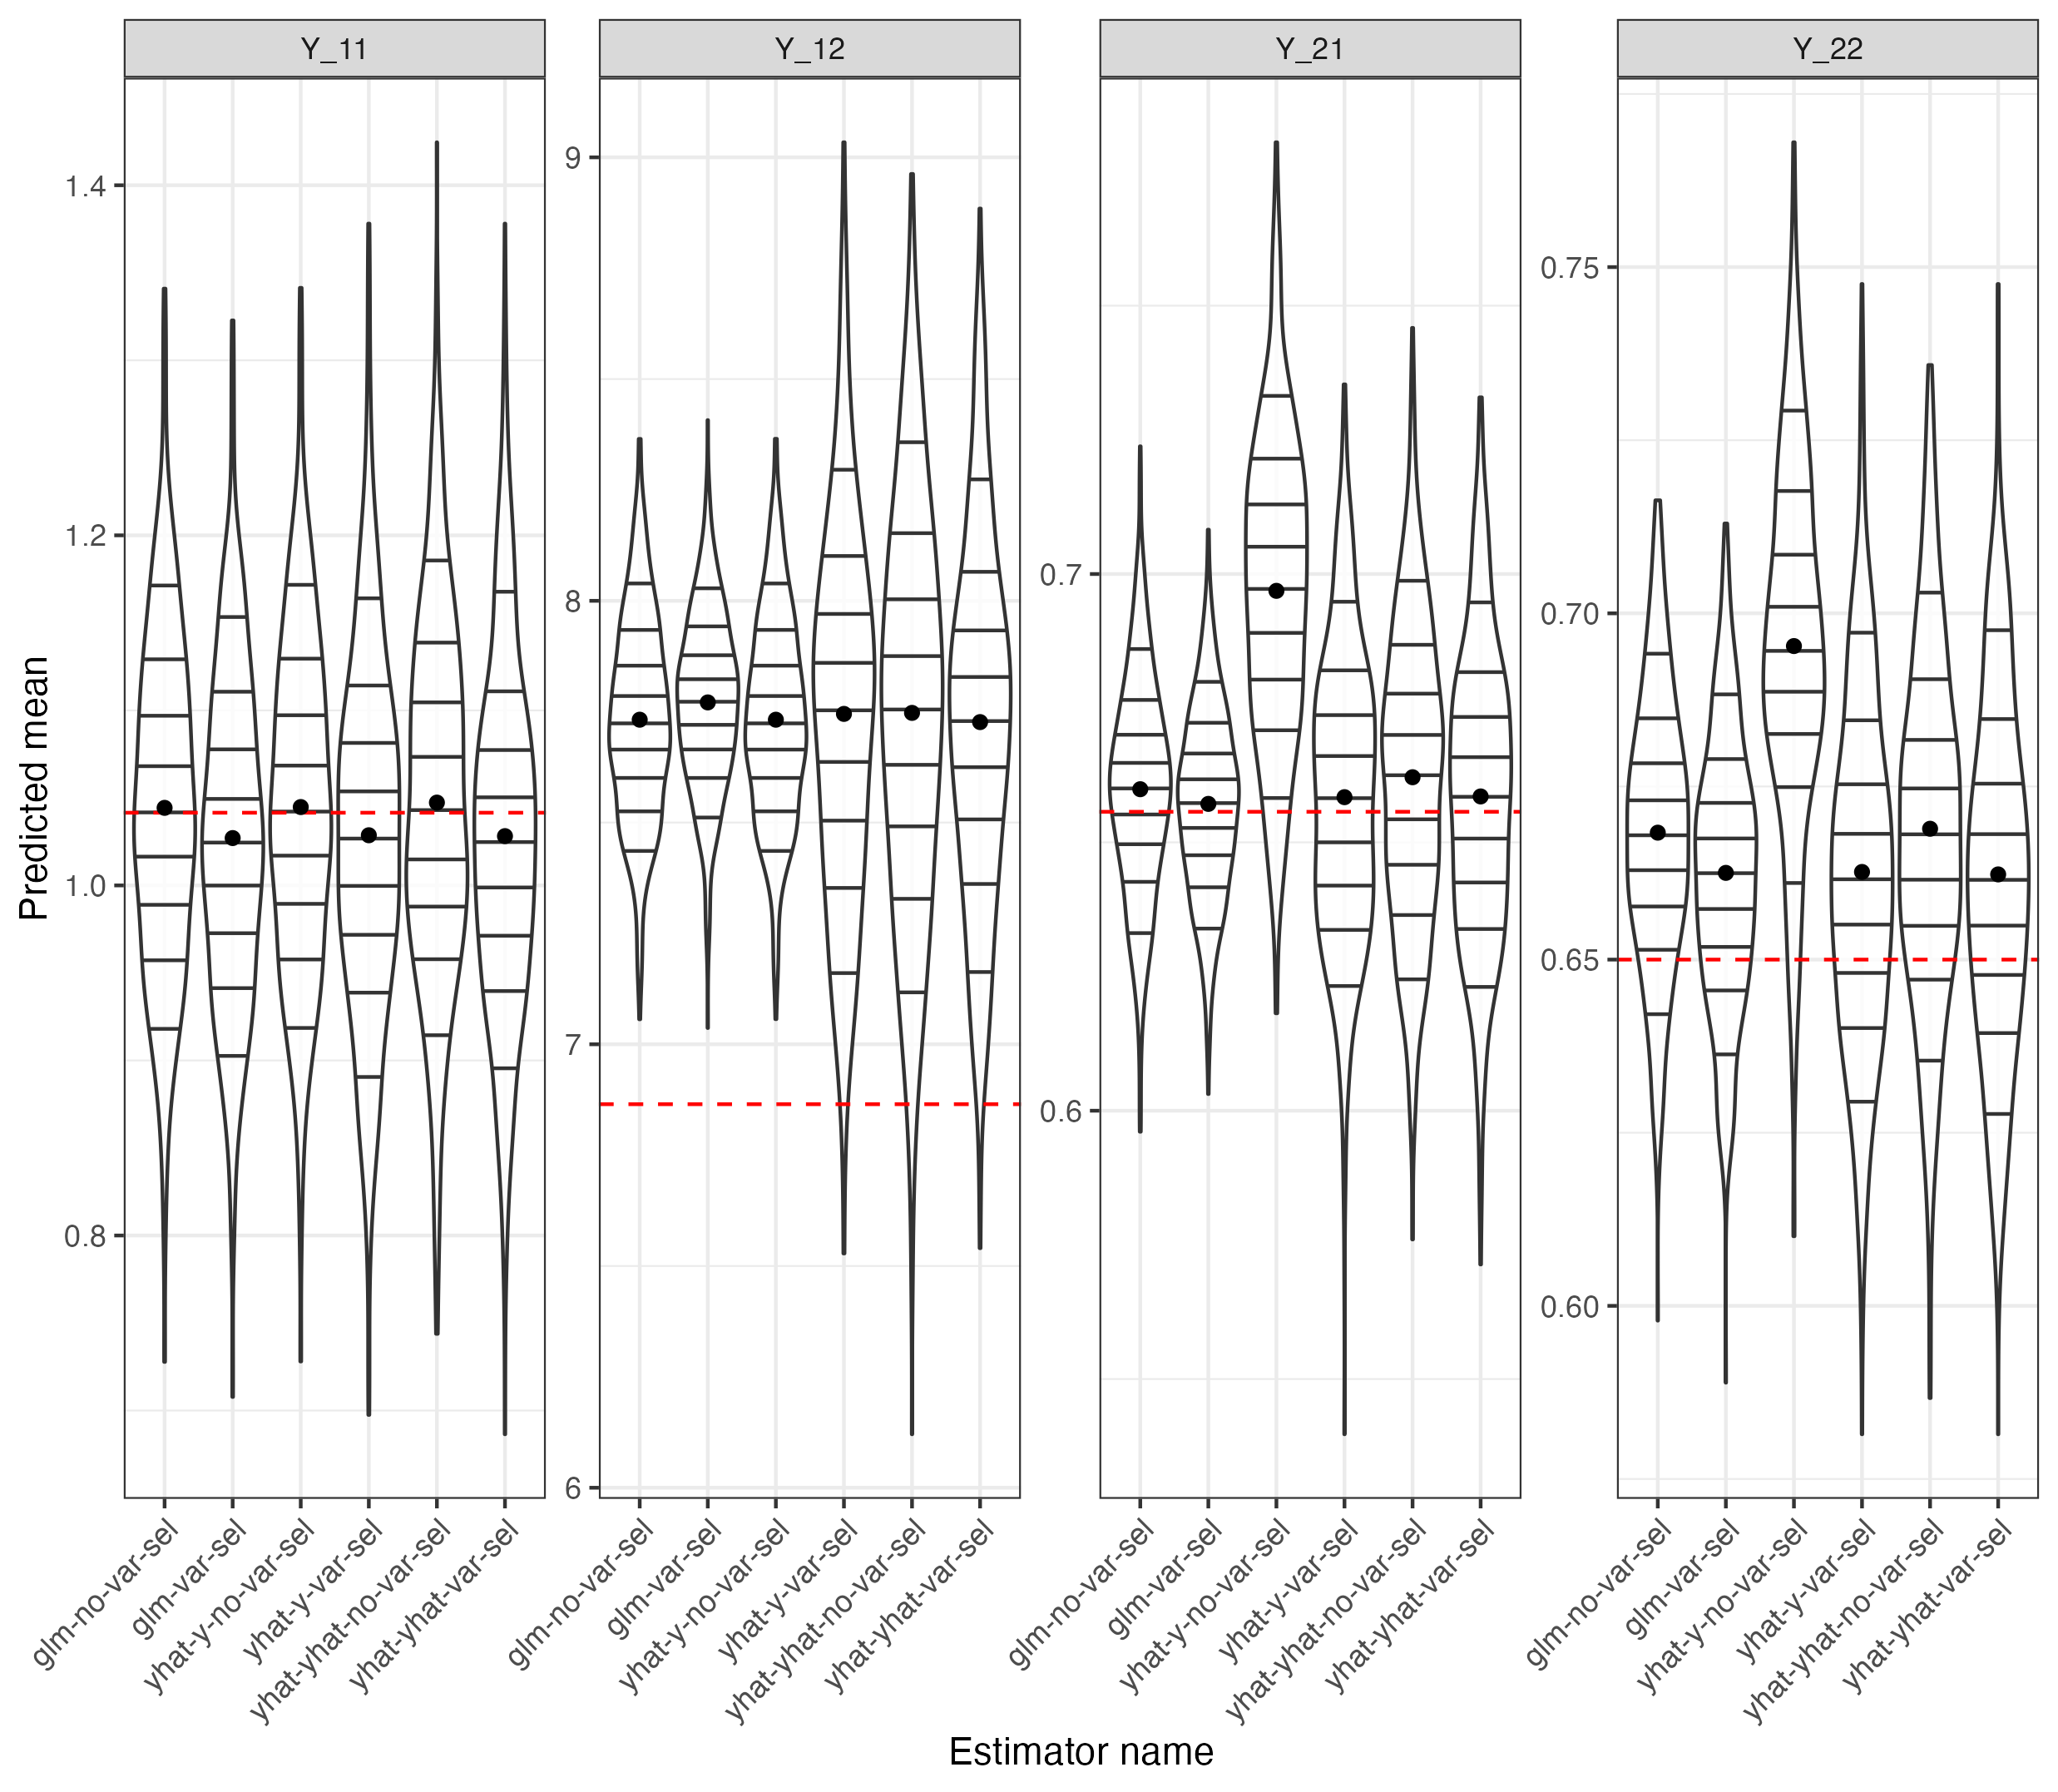 Y_11
Y_12
Y_21
Y_22
Predicted mean
1.4
1.2
1.0
0.8
9
8
7
6
0.7
0.6
0.75
0.70
0.65
0.60
glm-no-var-sel
glm-var-sel
yhat-y-no-var-sel
yhat-y-var-sel
yhat-yhat-no-var-sel
yhat-yhat-var-sel
glm-no-var-sel
glm-var-sel
yhat-y-no-var-sel
yhat-y-var-sel
yhat-yhat-no-var-sel
yhat-yhat-var-sel
glm-no-var-sel
glm-var-sel
yhat-y-no-var-sel
yhat-y-var-sel
yhat-yhat-no-var-sel
yhat-yhat-var-sel
glm-no-var-sel
glm-var-sel
yhat-y-no-var-sel
yhat-y-var-sel
yhat-yhat-no-var-sel
yhat-yhat-var-sel
Estimator name